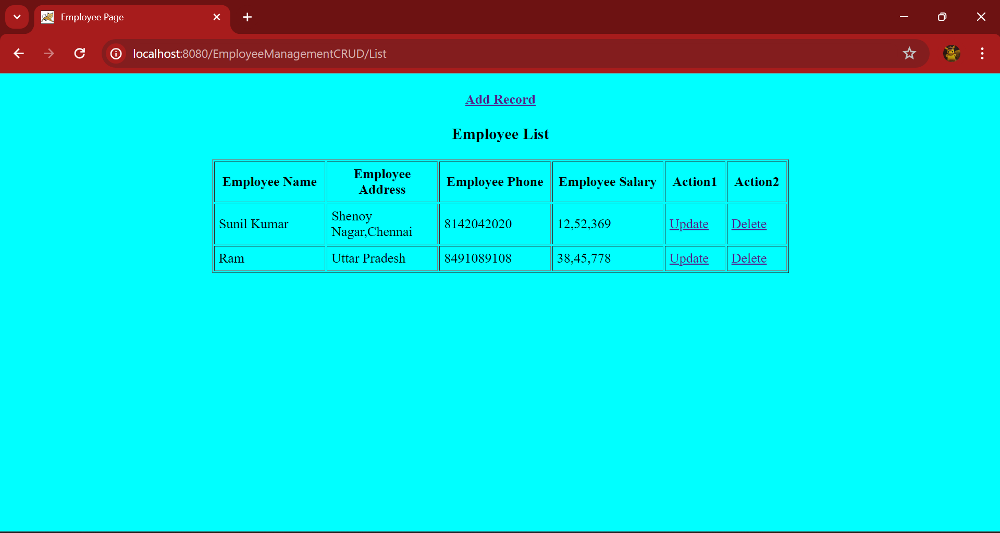 Employee Page
localhost:8080/EmployeeManagementCRUD/List
Add Record
Employee List
Employee Name Employee Address Employee Phone Employee Salary Action1 Action2
Sunil Kumar Shenoy Nagar,Chennai 8142042020 12,52,369 Update Delete
Ram Uttar Pradesh 8491089108 38,45,778 Update Delete